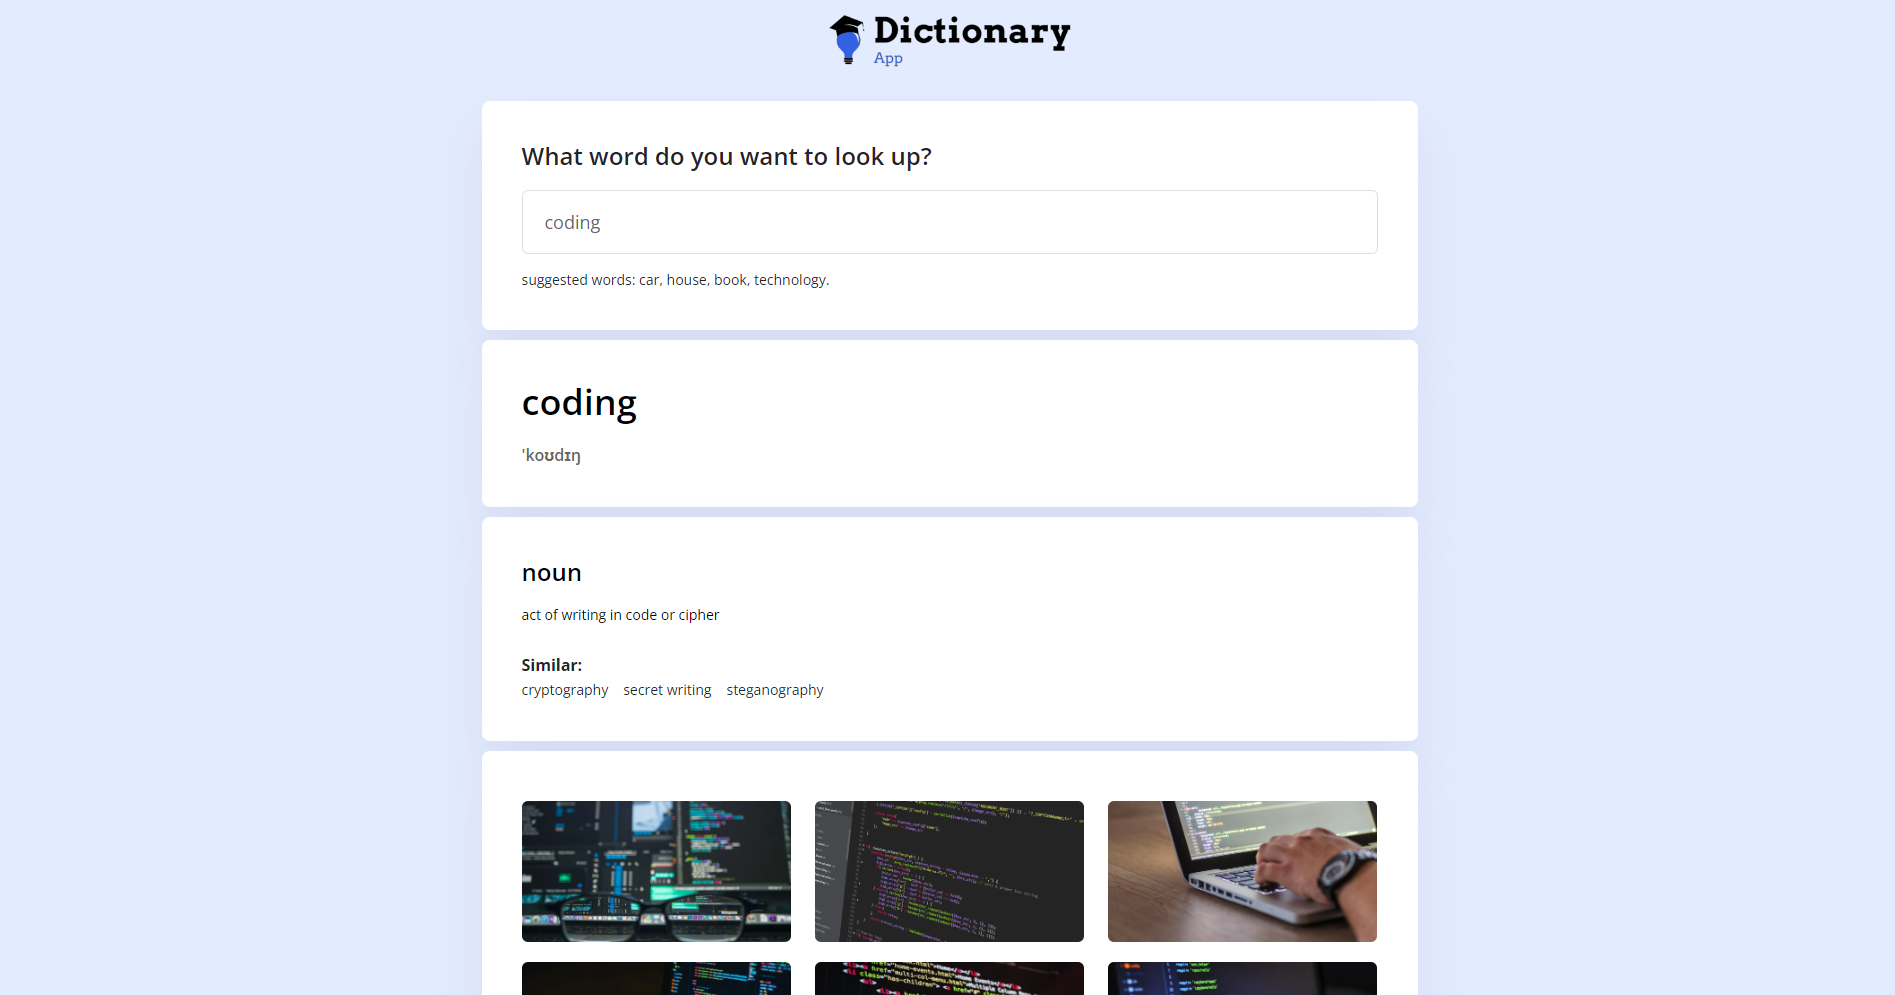 Dictionary
App
What word do you want to look up?
coding
suggested words: car, house, book, technology.
coding
'koʊdɪŋ
noun
act of writing in code or cipher
Similar:
cryptography secret writing steganography